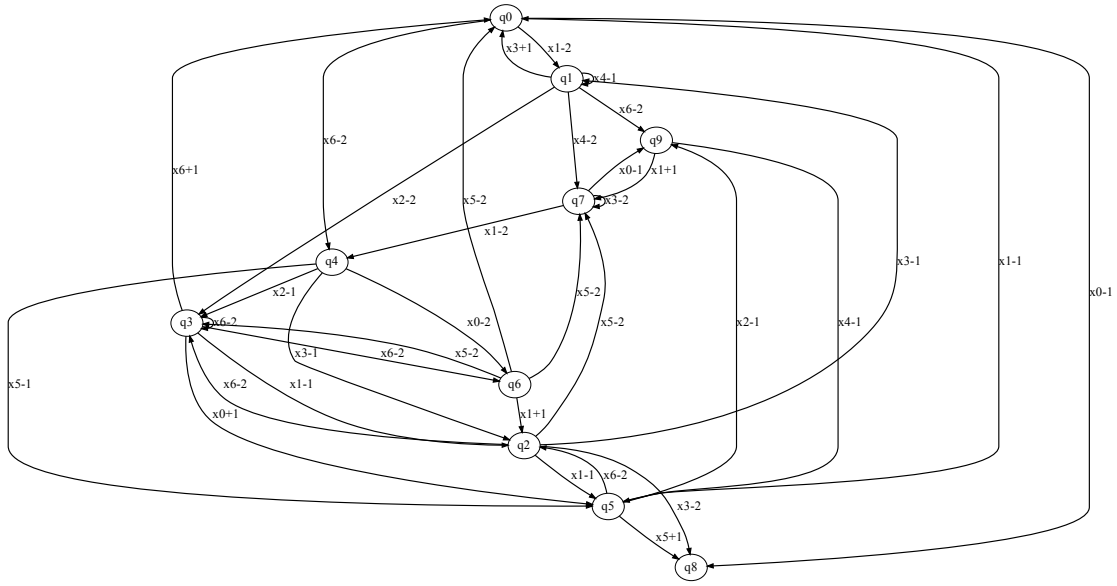 q0
x3+1
x1-2
q1
x4-1
x6-2
x6-2
x4-2
q9
x6+1
x0-1
x1+1
x2-2
x5-2
q7
x3-2
x1-2
q4
x3-1
x1-1
x2-1
x0-1
x5-2
q3
x6-2
x0-2
x5-2
x2-1
x4-1
x3-1
x6-2
x5-2
x5-1
x6-2
x1-1
q6
x0+1
x1+1
q2
x1-1
x6-2
x3-2
q5
x5+1
q8